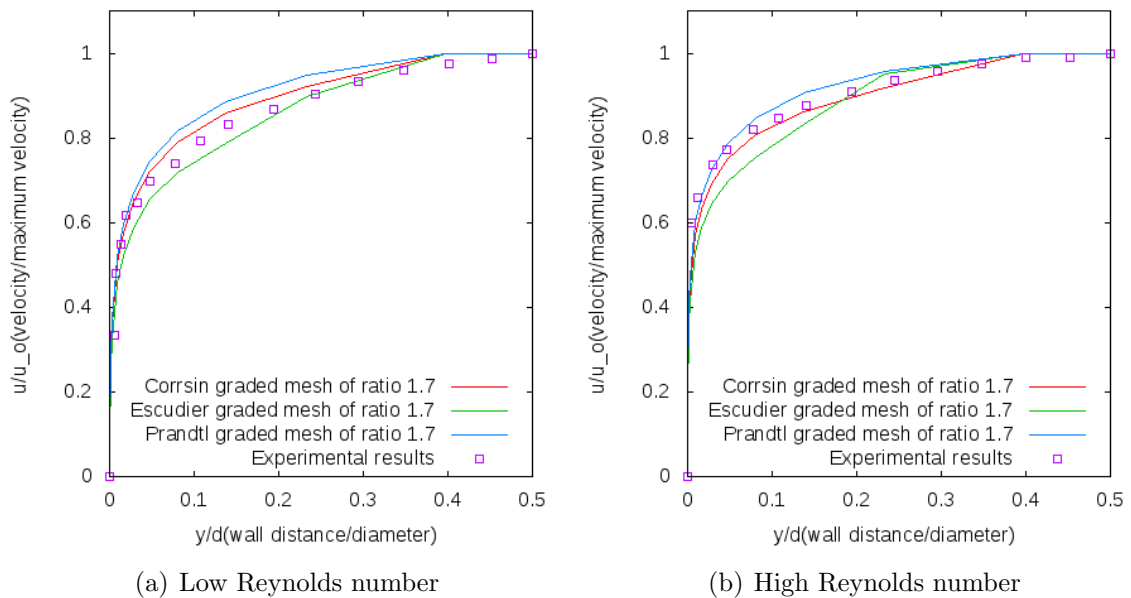 1
0.8
0.6
0.4
0.2
0
0 0.1 0.2 0.3 0.4 0.5
u/u_o(velocity/maximum velocity)
y/d(wall distance/diameter)
Corrsin graded mesh of ratio 1.7
Escudier graded mesh of ratio 1.7
Prandtl graded mesh of ratio 1.7
Experimental results
(a) Low Reynolds number
1
0.8
0.6
0.4
0.2
0
0 0.1 0.2 0.3 0.4 0.5
u/u_o(velocity/maximum velocity)
y/d(wall distance/diameter)
Corrsin graded mesh of ratio 1.7
Escudier graded mesh of ratio 1.7
Prandtl graded mesh of ratio 1.7
Experimental results
(b) High Reynolds number